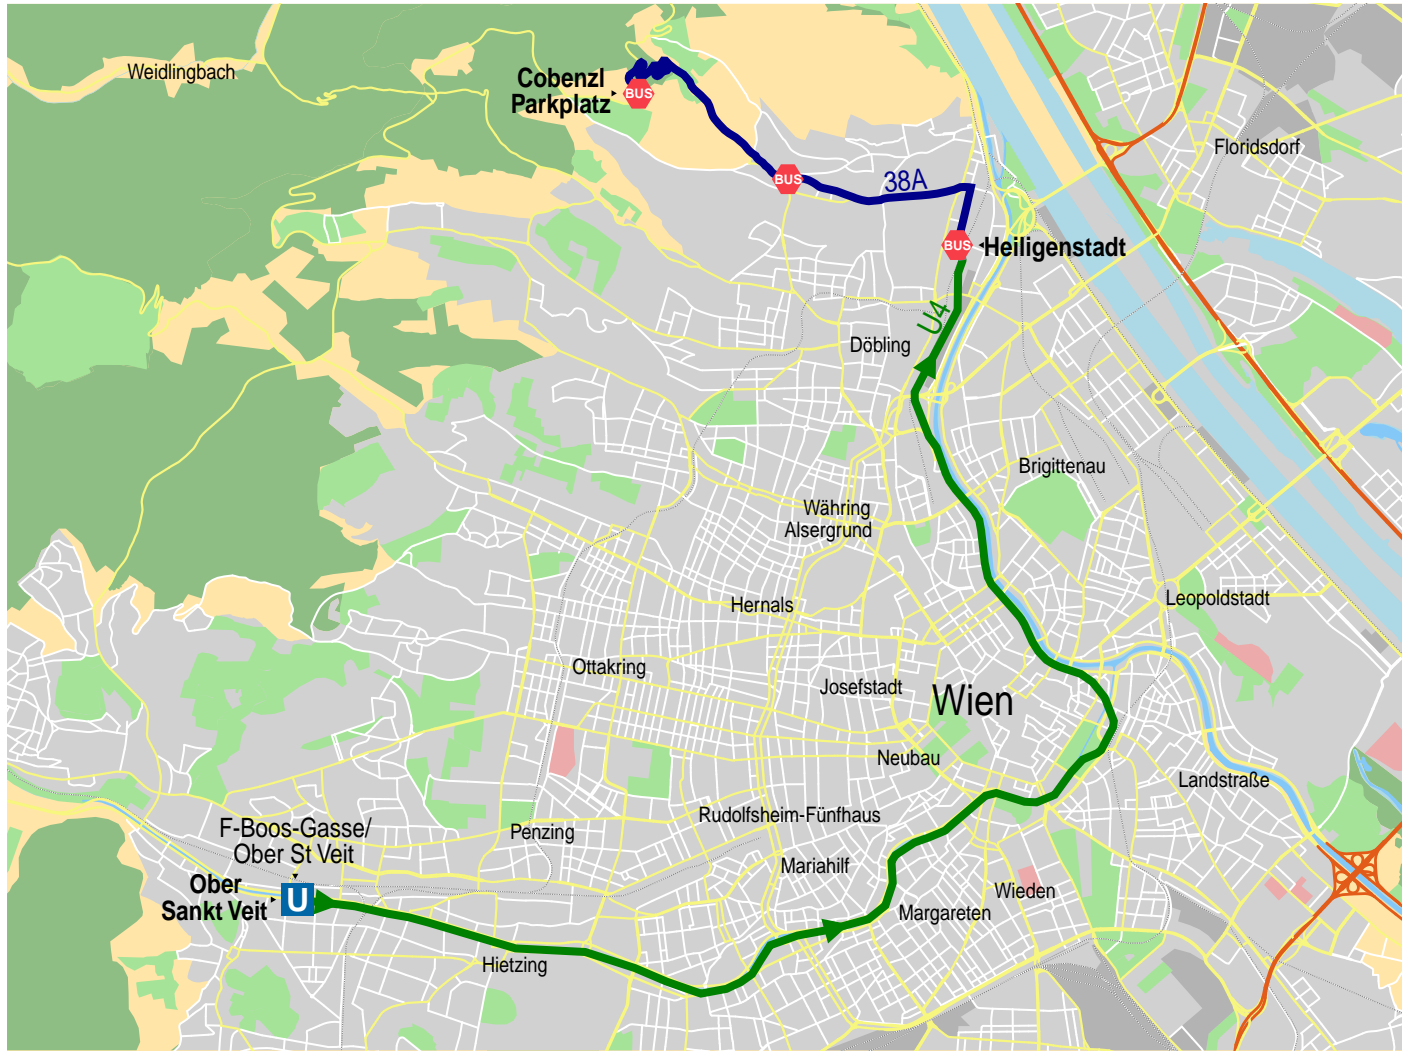 Weidlingbach
Cobenzl
Parkplatz
BUS
Floridsdorf
BUS
38A
BUS
Heiligenstadt
U4
Döbling
Brigittenau
Währing
Alsergrund
Hernals
Leopoldstadt
Ottakring
Josefstadt
Wien
Neubau
Landstraße
Rudolfsheim-Fünfhaus
F-Boos-Gasse/
Ober St Veit
Penzing
Mariahilf
Ober
Sankt Veit
U
Wieden
Margareten
Hietzing